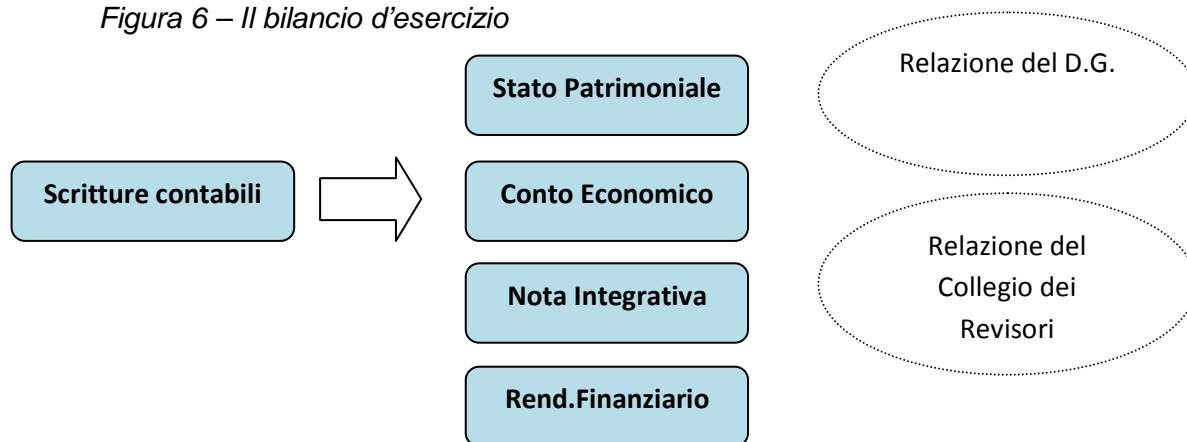 Figura 6 – Il bilancio d'esercizio
Scritture contabili
Stato Patrimoniale
Conto Economico
Nota Integrativa
Rend.Finanziario
Relazione del D.G.
Relazione del
Collegio dei
Revisori